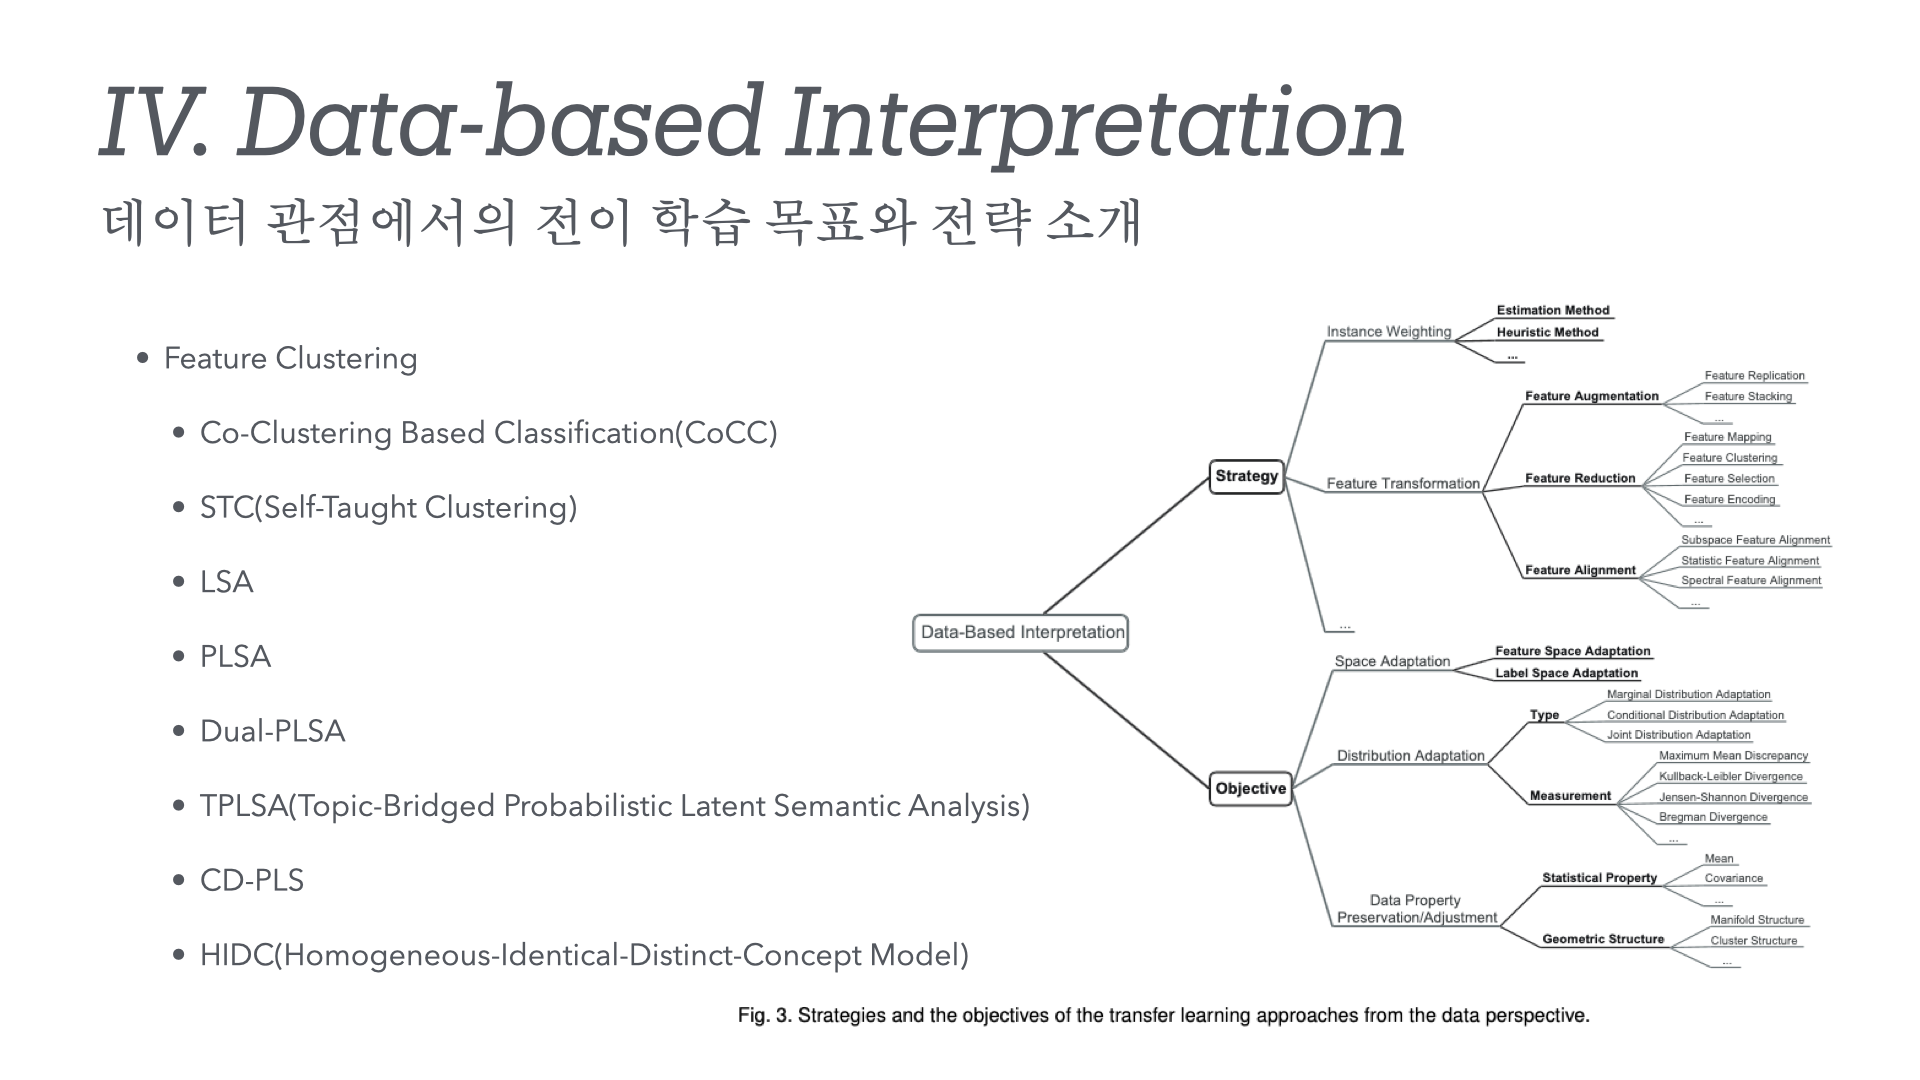 IV. Data-based Interpretation
데이터 관점에서의 전이 학습 목표와 전략 소개
• Feature Clustering
• Co-Clustering Based Classification(CoCC)
• STC(Self-Taught Clustering)
• LSA
• PLSA
• Dual-PLSA
• TPLSA(Topic-Bridged Probabilistic Latent Semantic Analysis)
• CD-PLS
• HIDC(Homogeneous-Identical-Distinct-Concept Model)
Data-Based Interpretation
Strategy
Instance Weighting
Estimation Method
Heuristic Method
...
Feature Transformation
Feature Augmentation
Feature Replication
Feature Stacking
...
Feature Reduction
Feature Mapping
Feature Clustering
Feature Selection
Feature Encoding
...
Feature Alignment
Subspace Feature Alignment
Statistic Feature Alignment
Spectral Feature Alignment
...
...
Objective
Space Adaptation
Feature Space Adaptation
Label Space Adaptation
Distribution Adaptation
Type
Marginal Distribution Adaptation
Conditional Distribution Adaptation
Joint Distribution Adaptation
Measurement
Maximum Mean Discrepancy
Kullback-Leibler Divergence
Jensen-Shannon Divergence
Bregman Divergence
...
Data Property
Preservation/Adjustment
Statistical Property
Mean
Covariance
...
Geometric Structure
Manifold Structure
Cluster Structure
...
Fig. 3. Strategies and the objectives of the transfer learning approaches from the data perspective.